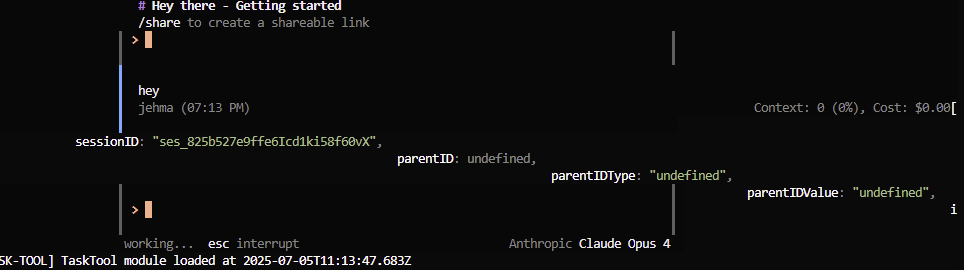 # Hey there - Getting started
/share to create a shareable link
>
hey
jehma (07:13 PM)
Context: 0 (0%), Cost: $0.00[
sessionID: "ses_825b527e9ffe6Icd1ki58f60vX",
parentID: undefined,
parentIDType: "undefined",
parentIDValue: "undefined",
> i
working... esc interrupt Anthropic Claude Opus 4
SK-TOOL] TaskTool module loaded at 2025-07-05T11:13:47.683Z